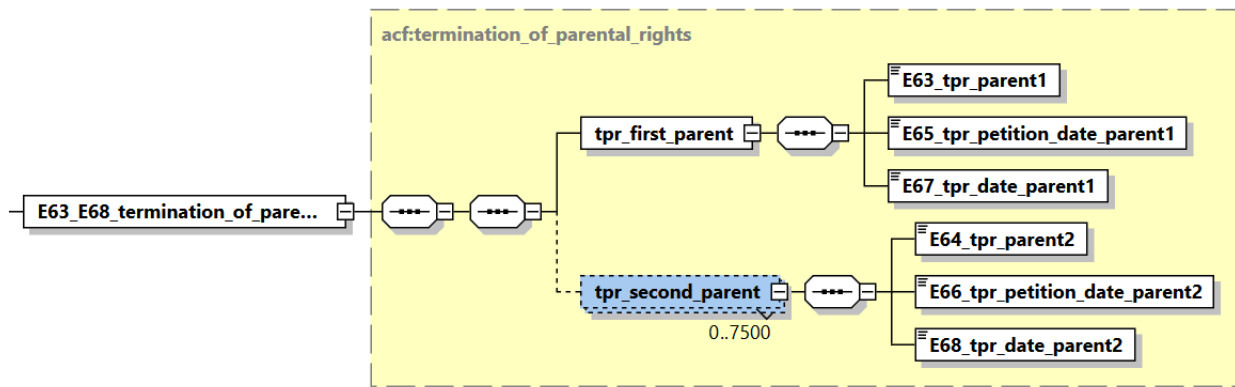 acf:termination_of_parental_rights
E63_tpr_parent1
tpr_first_parent
E65_tpr_petition_date_parent1
E67_tpr_date_parent1
E63_E68_termination_of_pare...
E64_tpr_parent2
tpr_second_parent
E66_tpr_petition_date_parent2
0..7500
E68_tpr_date_parent2